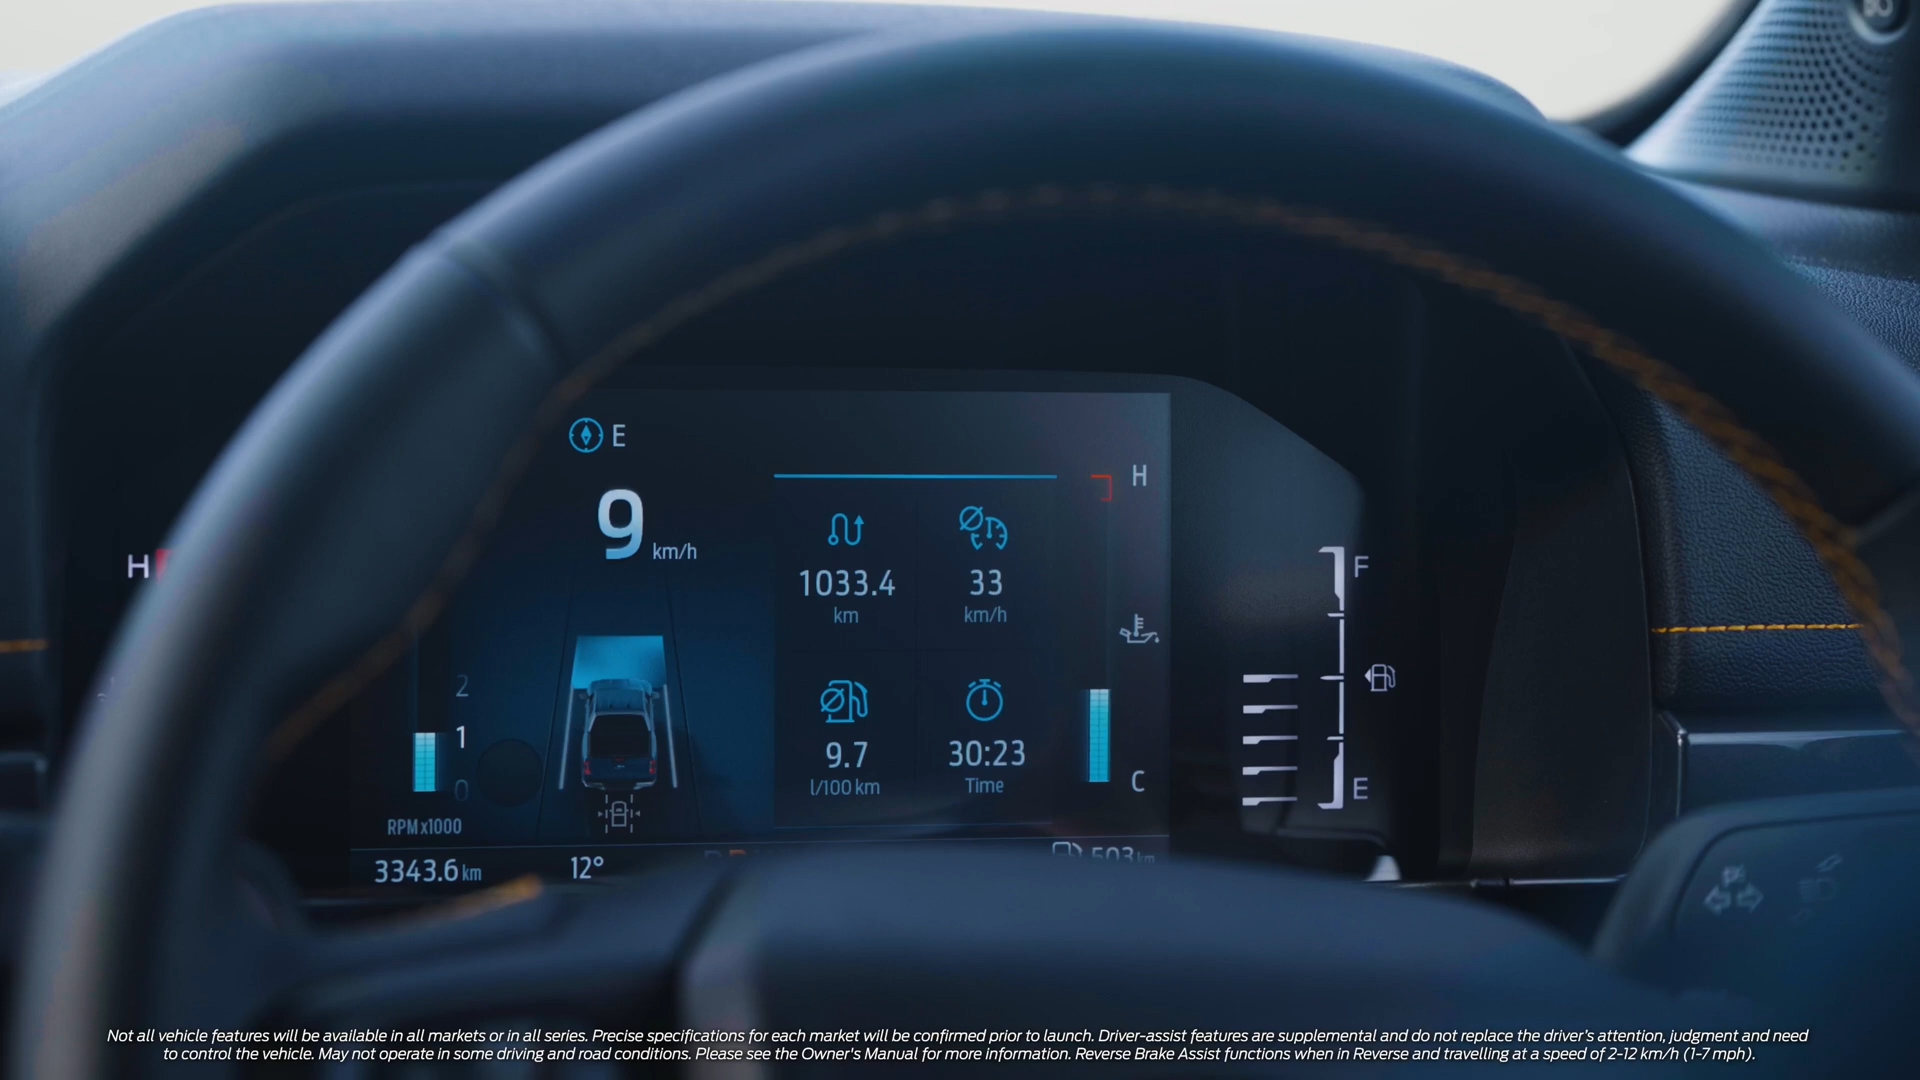 E
9 km/h
H
H
1033.4
km
33
km/h
F
2
1
0
9.7
l/100 km
30:23
Time
C
E
RPM x1000
3343.6 km
12°
503 km
Not all vehicle features will be available in all markets or in all series. Precise specifications for each market will be confirmed prior to launch. Driver-assist features are supplemental and do not replace the driver's attention, judgment and need
to control the vehicle. May not operate in some driving and road conditions. Please see the Owner's Manual for more information. Reverse Brake Assist functions when in Reverse and travelling at a speed of 2-12 km/h (1-7 mph).